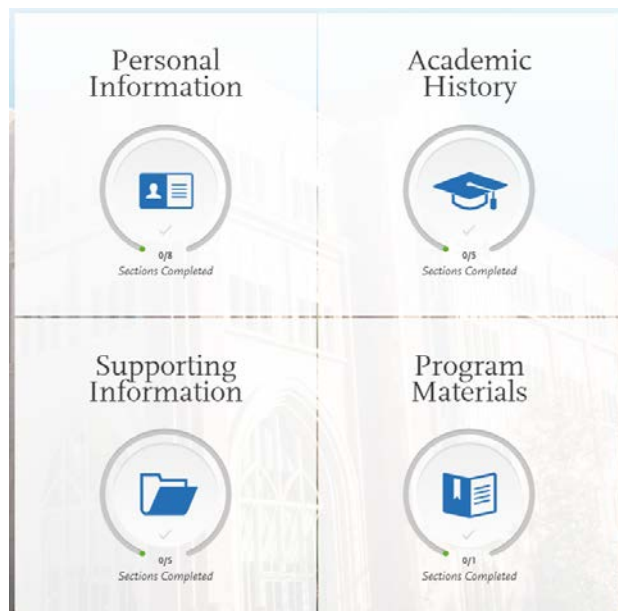 Personal
Information
0/8
Sections Completed
Academic
History
0/5
Sections Completed
Supporting
Information
0/5
Sections Completed
Program
Materials
0/1
Sections Completed